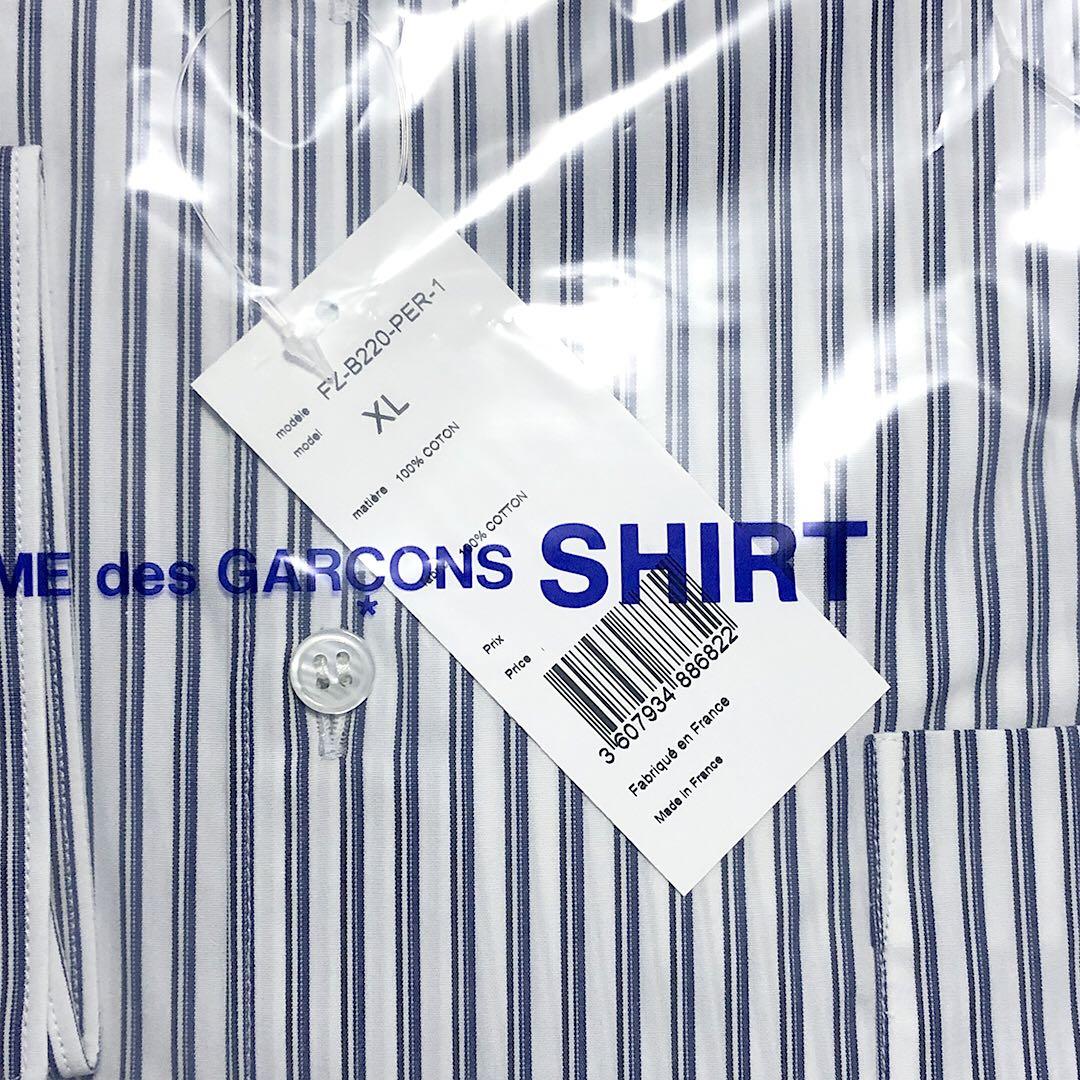 modèle
model
FZ-B220-PER-1
XL
matière 100% COTON
100% COTTON
ME des GARÇONS SHIRT
*
Prix
Price
3 607934 886822
Fabriqué en France
Made in France